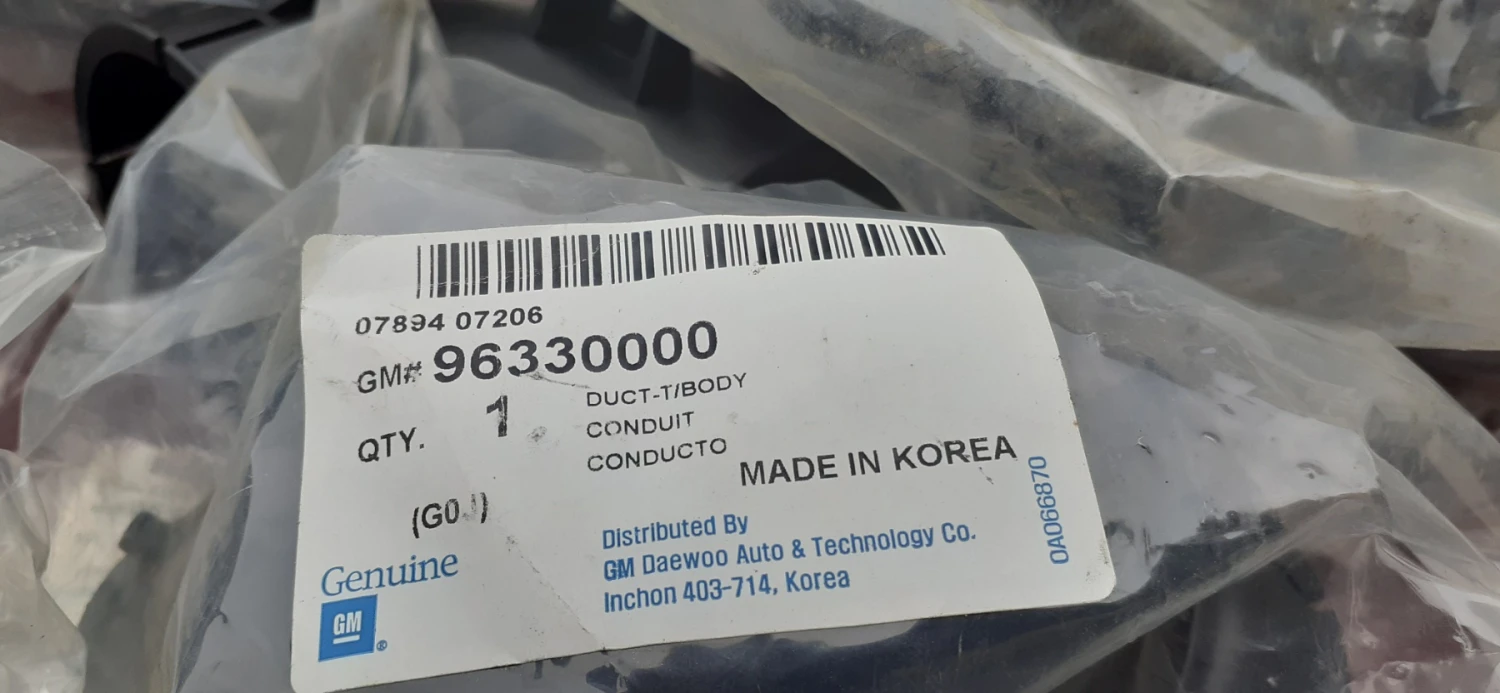 07894 07206
GM# 96330000
QTY. 1
DUCT-T/BODY
CONDUIT
CONDUCTO
MADE IN KOREA
Genuine
GM
®
Distributed By
GM Daewoo Auto & Technology Co.
Inchon 403-714, Korea
0A066870